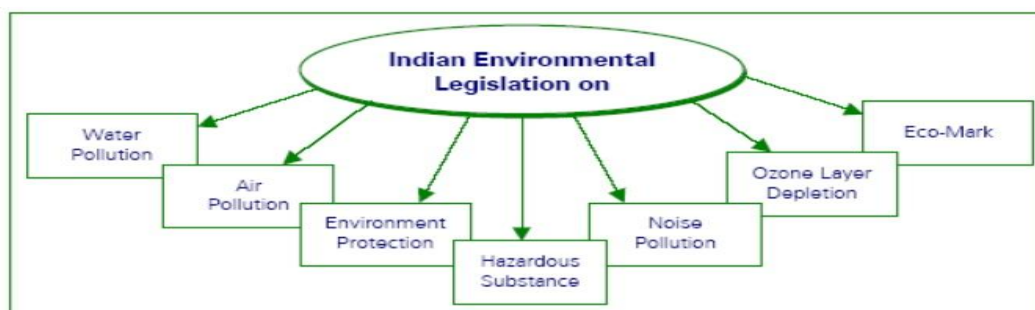 Indian Environmental
Legislation on
Water
Pollution
Air
Pollution
Environment
Protection
Hazardous
Substance
Noise
Pollution
Ozone Layer
Depletion
Eco-Mark